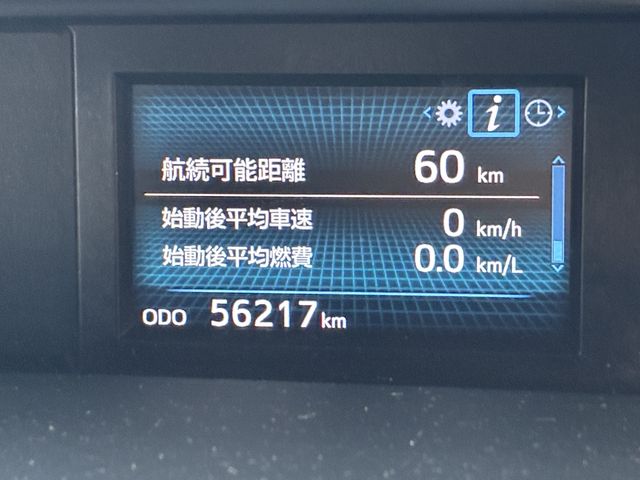 i
航続可能距離 60 km
始動後平均車速 0 km/h
始動後平均燃費 0.0 km/L
ODO 56217 km